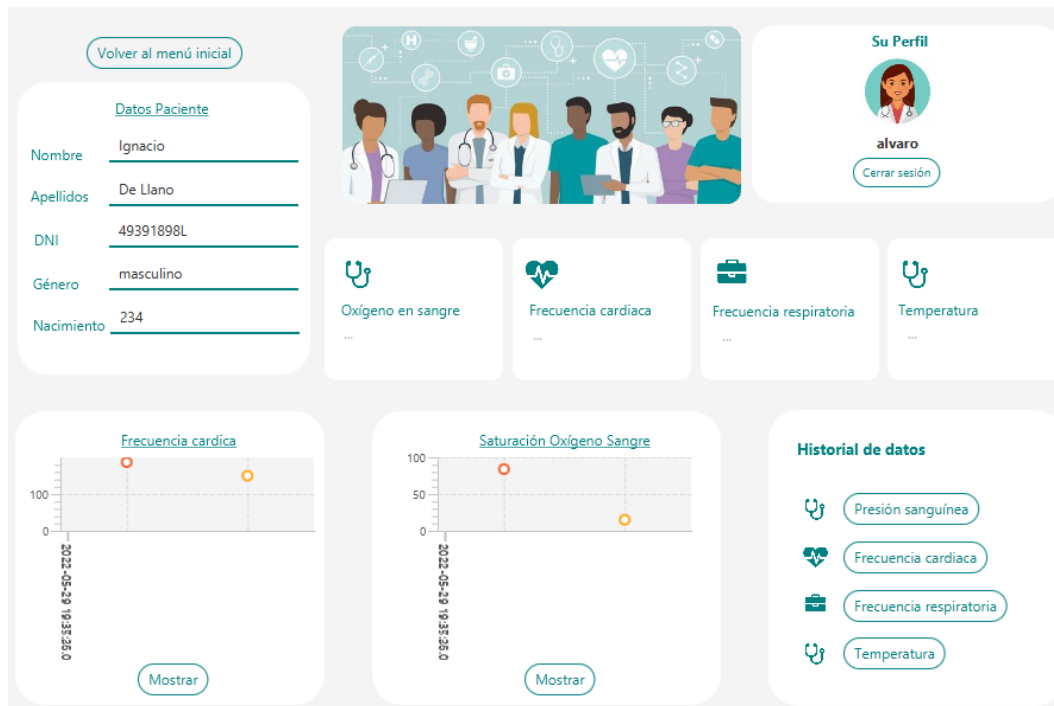 Volver al menú inicial
Datos Paciente
Nombre Ignacio
Apellidos De Llano
DNI 49391898L
Género masculino
Nacimiento 234
H
Su Perfil
alvaro
Cerrar sesión
Oxígeno en sangre
...
Frecuencia cardiaca
...
Frecuencia respiratoria
...
Temperatura
...
Frecuencia cardica
100
0
2022-05-29 19:35:25.0
Mostrar
Saturación Oxígeno Sangre
100
50
0
2022-05-29 19:35:25.0
Mostrar
Historial de datos
Presión sanguínea
Frecuencia cardiaca
Frecuencia respiratoria
Temperatura